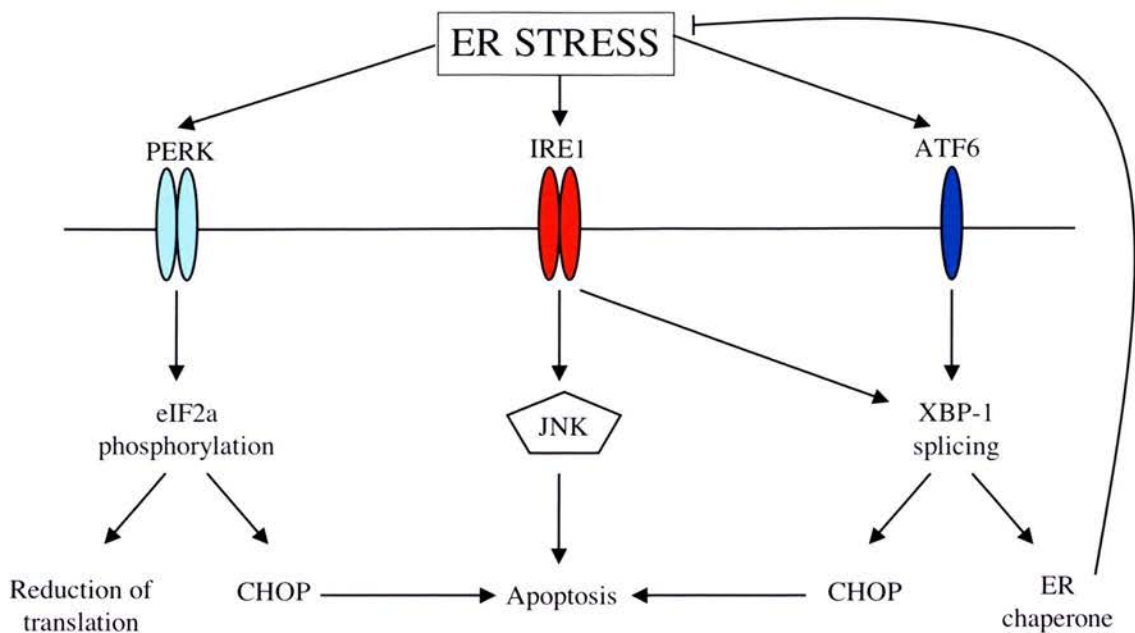 ER STRESS
PERK
IRE1
ATF6
eIF2a
phosphorylation
JNK
XBP-1
splicing
Reduction of
translation
CHOP
Apoptosis
CHOP
ER
chaperone